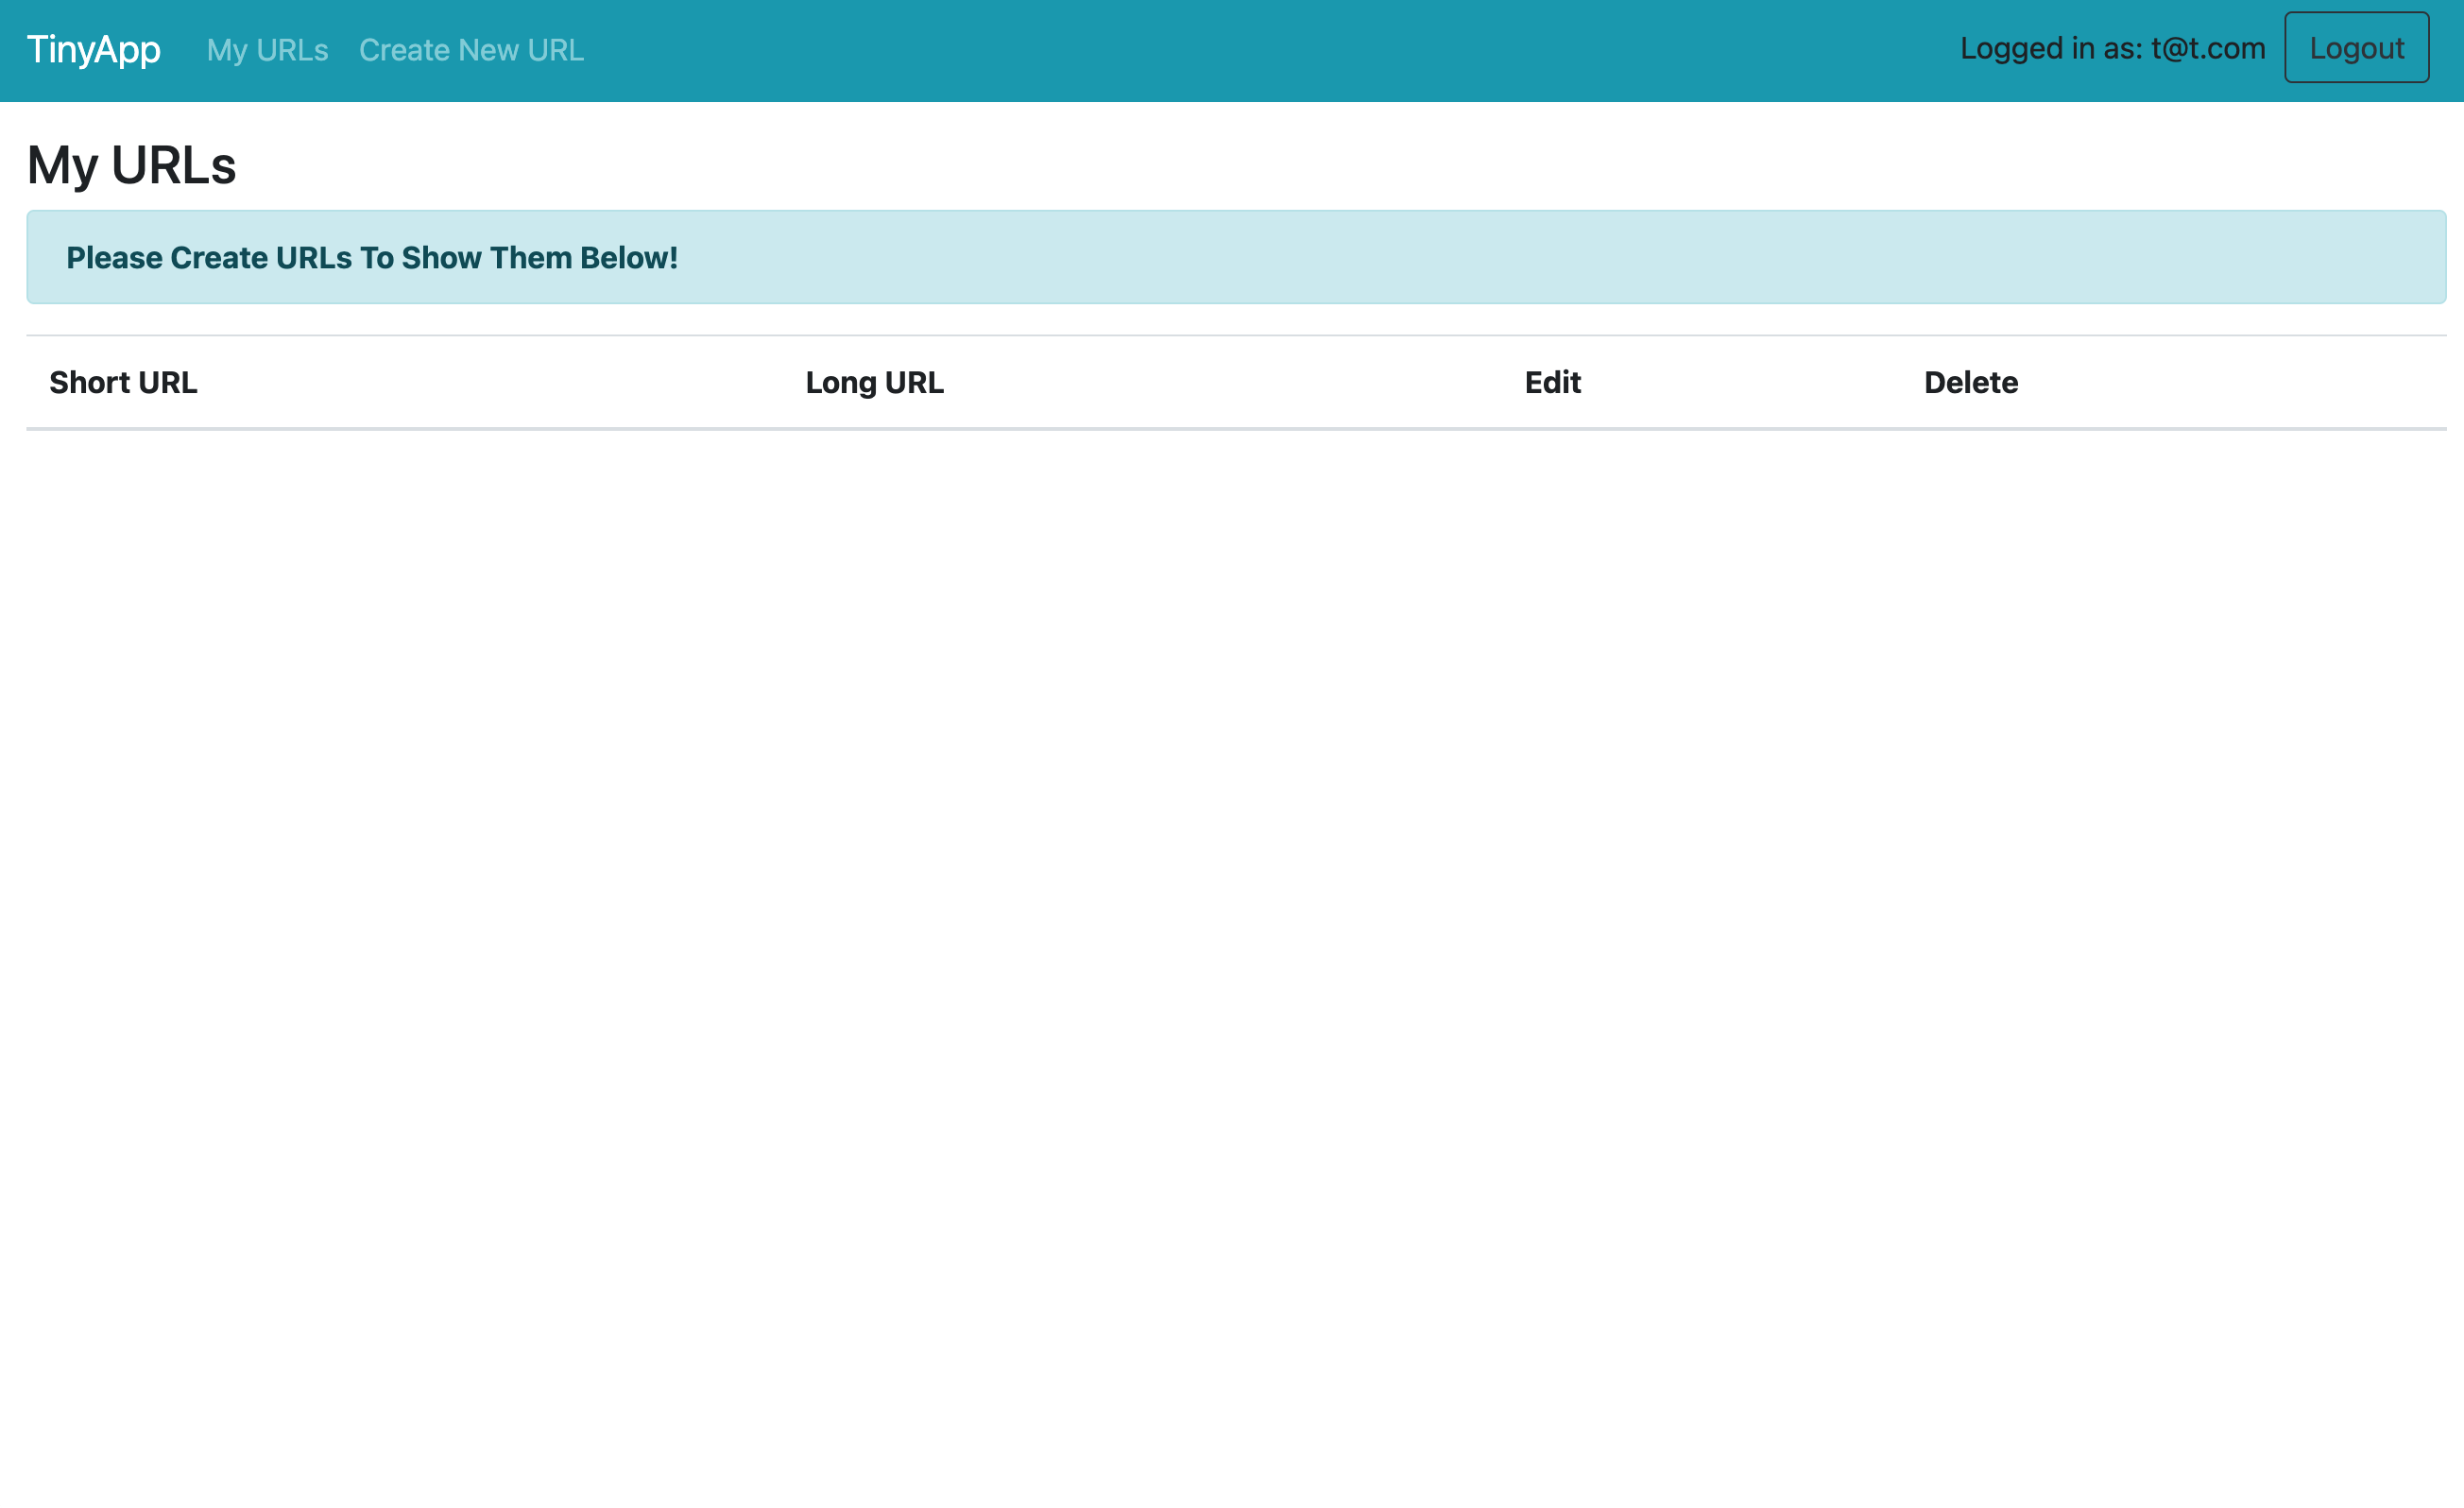 TinyApp My URLs Create New URL Logged in as: t@t.com Logout
My URLs
Please Create URLs To Show Them Below!
Short URL Long URL Edit Delete